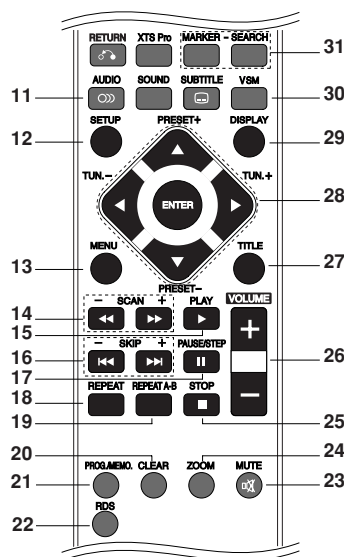 RETURN XTS Pro MARKER - SEARCH
31
AUDIO SOUND SUBTITLE VSM
11
30
SETUP PRESET+ DISPLAY
12
29
TUN.- TUN.+
ENTER
28
MENU TITLE
13
27
PRESET-
- SCAN + PLAY VOLUME
14
+
15
- SKIP + PAUSE/STEP
16
26
17
-
REPEAT REPEAT A-B STOP
18
19
25
20
24
PROG./MEMO. CLEAR ZOOM MUTE
21
23
RDS
22